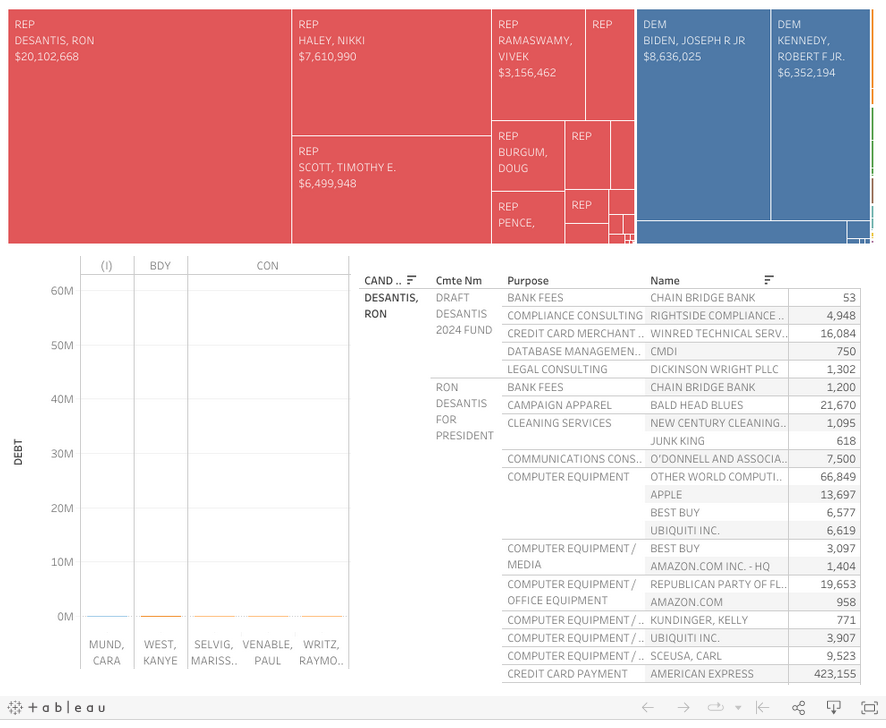 REP
DESANTIS, RON
$20,102,668
REP
HALEY, NIKKI
$7,610,990
REP
SCOTT, TIMOTHY E.
$6,499,948
REP
RAMASWAMY,
VIVEK
$3,156,462
REP
REP
BURGUM,
DOUG
REP
REP
PENCE,
REP
DEM
BIDEN, JOSEPH R JR
$8,636,025
DEM
KENNEDY,
ROBERT F JR.
$6,352,194
(I)
BDY
CON
60M
50M
40M
30M
20M
10M
0M
DEBT
MUND,
CARA
WEST,
KANYE
SELVIG,
MARISS..
VENABLE,
PAUL
WRITZ,
RAYMO..
CAND .. Cmte Nm Purpose Name
DESANTIS,
RON
DRAFT
DESANTIS
2024 FUND
BANK FEES CHAIN BRIDGE BANK 53
COMPLIANCE CONSULTING RIGHTSIDE COMPLIANCE .. 4,948
CREDIT CARD MERCHANT .. WINRED TECHNICAL SERV.. 16,084
DATABASE MANAGEMEN.. CMDI 750
LEGAL CONSULTING DICKINSON WRIGHT PLLC 1,302
RON
DESANTIS
FOR
PRESIDENT
BANK FEES CHAIN BRIDGE BANK 1,200
CAMPAIGN APPAREL BALD HEAD BLUES 21,670
CLEANING SERVICES NEW CENTURY CLEANING.. 1,095
JUNK KING 618
COMMUNICATIONS CONS.. O'DONNELL AND ASSOCIA.. 7,500
COMPUTER EQUIPMENT OTHER WORLD COMPUTI.. 66,849
APPLE 13,697
BEST BUY 6,577
UBIQUITI INC. 6,619
COMPUTER EQUIPMENT / BEST BUY 3,097
MEDIA AMAZON.COM INC. - HQ 1,404
COMPUTER EQUIPMENT / REPUBLICAN PARTY OF FL.. 19,653
OFFICE EQUIPMENT AMAZON.COM 958
COMPUTER EQUIPMENT / .. KUNDINGER, KELLY 771
COMPUTER EQUIPMENT / .. UBIQUITI INC. 3,907
COMPUTER EQUIPMENT / .. SCEUSA, CARL 9,523
CREDIT CARD PAYMENT AMERICAN EXPRESS 423,155
+ableau